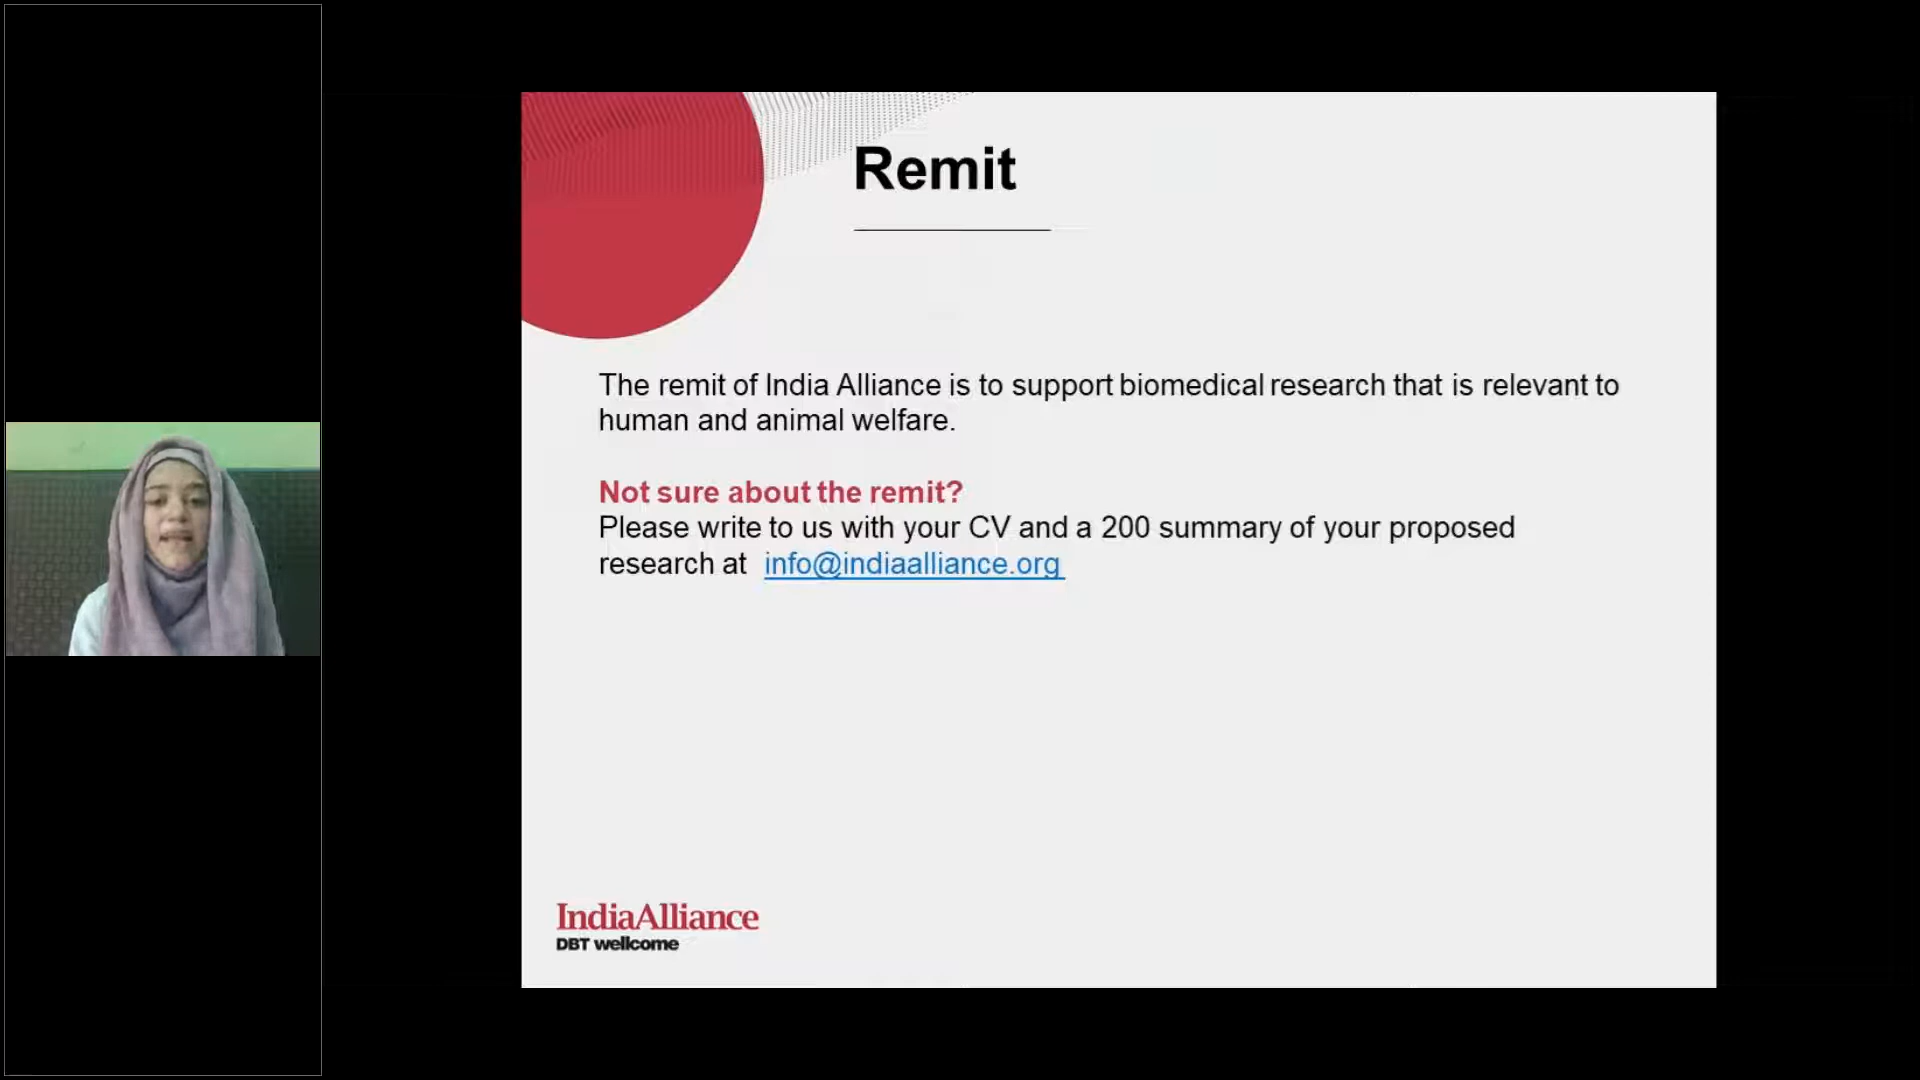 Remit
The remit of India Alliance is to support biomedical research that is relevant to
human and animal welfare.
Not sure about the remit?
Please write to us with your CV and a 200 summary of your proposed
research at info@indiaalliance.org
IndiaAlliance
DBT wellcome